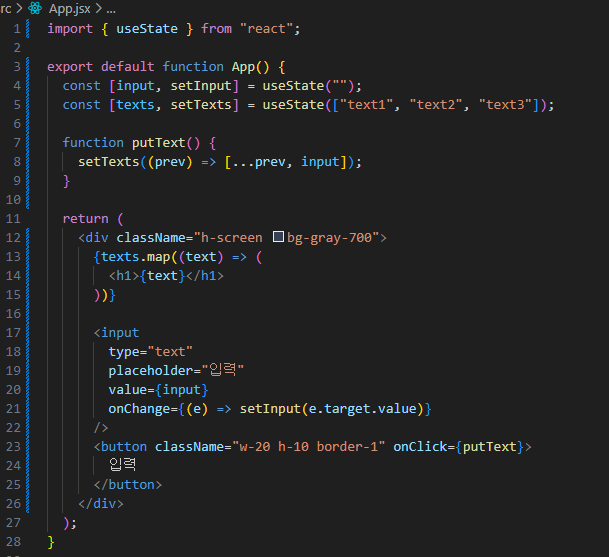 rc > App.jsx > ...
1 import { useState } from "react";
2
3 export default function App() {
4 const [input, setInput] = useState("");
5 const [texts, setTexts] = useState(["text1", "text2", "text3"]);
6
7 function putText() {
8 setTexts((prev) => [...prev, input]);
9 }
10
11 return (
12 <div className="h-screen bg-gray-700">
13 {texts.map((text) => (
14 <h1>{text}</h1>
15 ))}
16
17 <input
18 type="text"
19 placeholder="입력"
20 value={input}
21 onChange={(e) => setInput(e.target.value)}
22 />
23 <button className="w-20 h-10 border-1" onClick={putText}>
24 입력
25 </button>
26 </div>
27 );
28 }